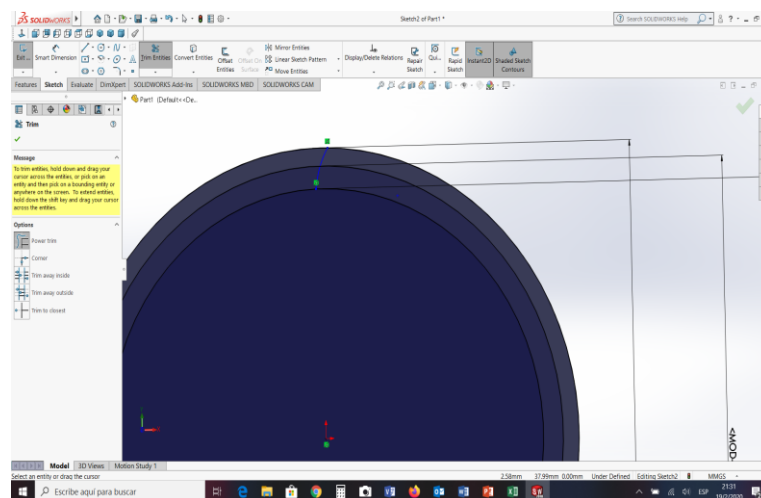 SOLIDWORKS
Sketch2 of Part1 *
Search SOLIDWORKS Help
Exit ...
Smart Dimension
Trim Entities
Convert Entities
Offset Entities
Offset On Surface
Mirror Entities
Linear Sketch Pattern
Move Entities
Display/Delete Relations
Repair Sketch
Qui...
Rapid Sketch
Instant2D
Shaded Sketch Contours
Features
Sketch
Evaluate
DimXpert
SOLIDWORKS Add-Ins
SOLIDWORKS MBD
SOLIDWORKS CAM
Part1 (Default<<De..
Trim
Message
To trim entities, hold down and drag your
cursor across the entities, or pick on an
entity and then pick on a bounding entity or
anywhere on the screen. To extend entities,
hold down the shift key and drag your cursor
across the entities.
Options
Power trim
Corner
Trim away inside
Trim away outside
Trim to closest
<MOD
Model
3D Views
Motion Study 1
Select an entity or drag the cursor
2.58mm
37.99mm
0.00mm
Under Defined
Editing Sketch2
MMGS
Escribe aquí para buscar
ESP
21:31